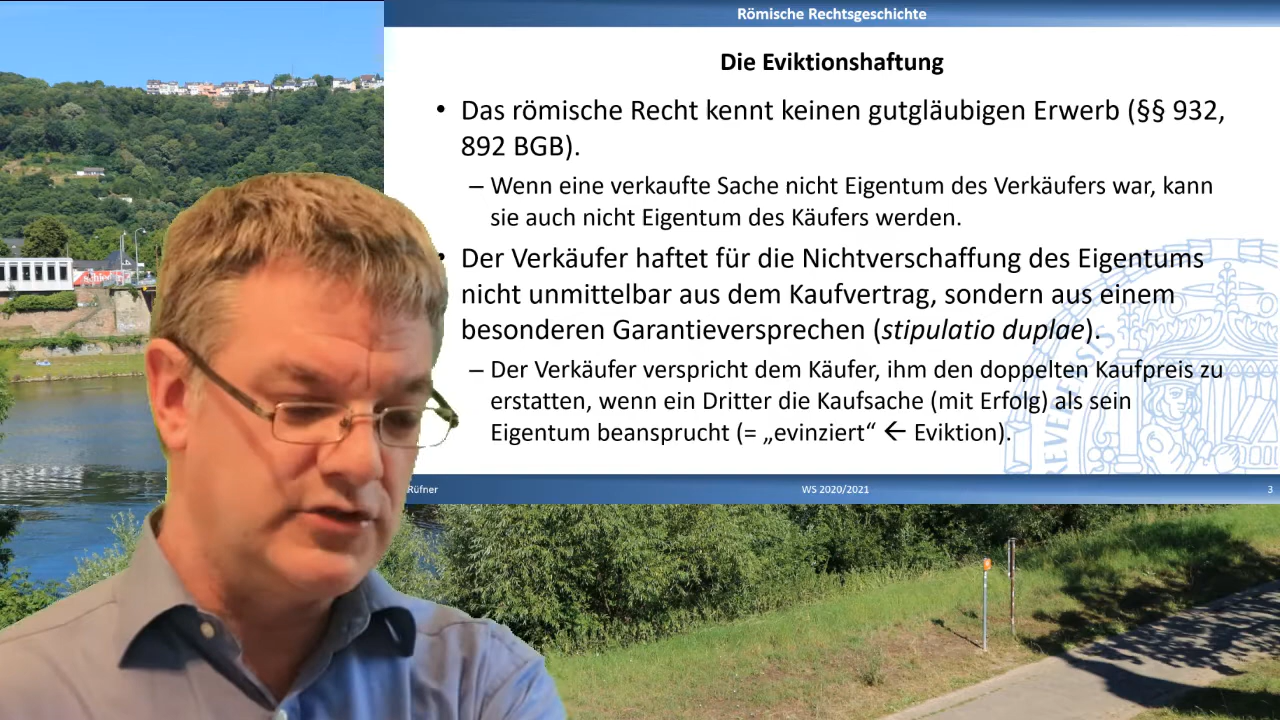 Römische Rechtsgeschichte
Die Eviktionshaftung
• Das römische Recht kennt keinen gutgläubigen Erwerb (§§ 932,
892 BGB).
– Wenn eine verkaufte Sache nicht Eigentum des Verkäufers war, kann
sie auch nicht Eigentum des Käufers werden.
• Der Verkäufer haftet für die Nichtverschaffung des Eigentums
nicht unmittelbar aus dem Kaufvertrag, sondern aus einem
besonderen Garantieversprechen (stipulatio duplae).
– Der Verkäufer verspricht dem Käufer, ihm den doppelten Kaufpreis zu
erstatten, wenn ein Dritter die Kaufsache (mit Erfolg) als sein
Eigentum beansprucht (= „evinziert“ ← Eviktion).
Rüfner
WS 2020/2021
3